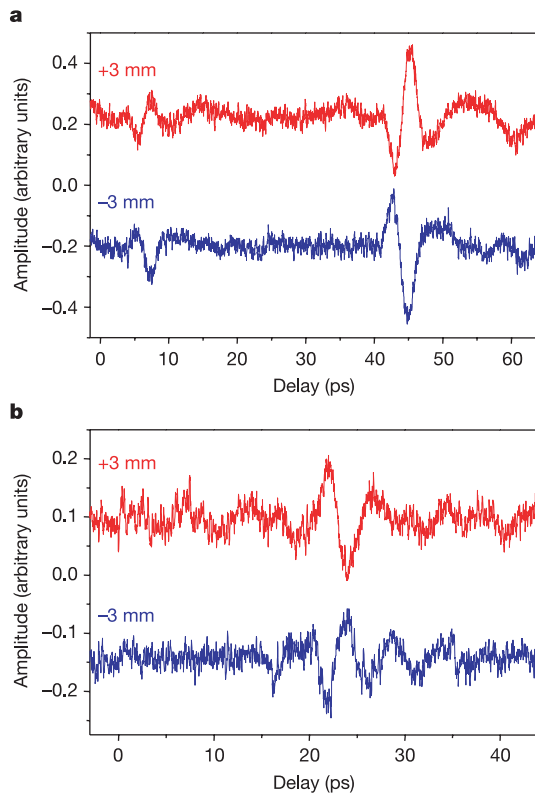 a
Amplitude (arbitrary units)
0.4
0.2
0.0
–0.2
–0.4
+3 mm
–3 mm
0 10 20 30 40 50 60
Delay (ps)
b
Amplitude (arbitrary units)
0.2
0.1
0.0
–0.1
–0.2
+3 mm
–3 mm
0 10 20 30 40
Delay (ps)